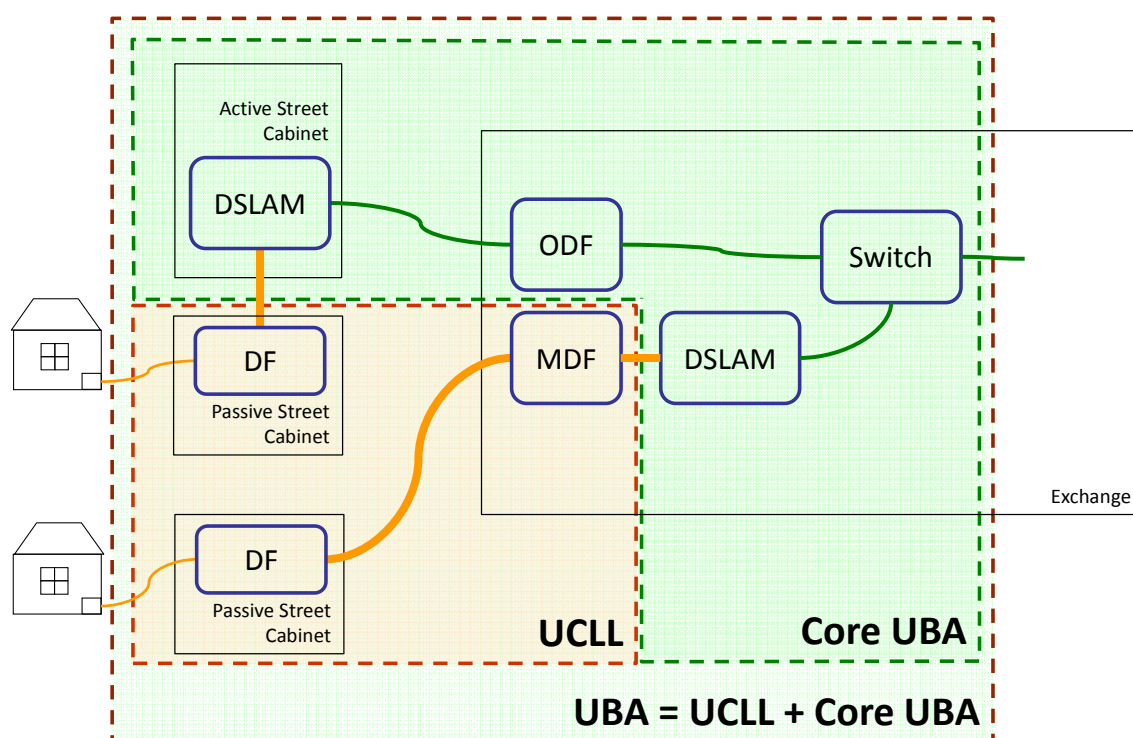 Active Street
Cabinet
DSLAM
ODF
Switch
DF
Passive Street
Cabinet
MDF
DSLAM
Exchange
DF
Passive Street
Cabinet
UCLL
Core UBA
UBA = UCLL + Core UBA